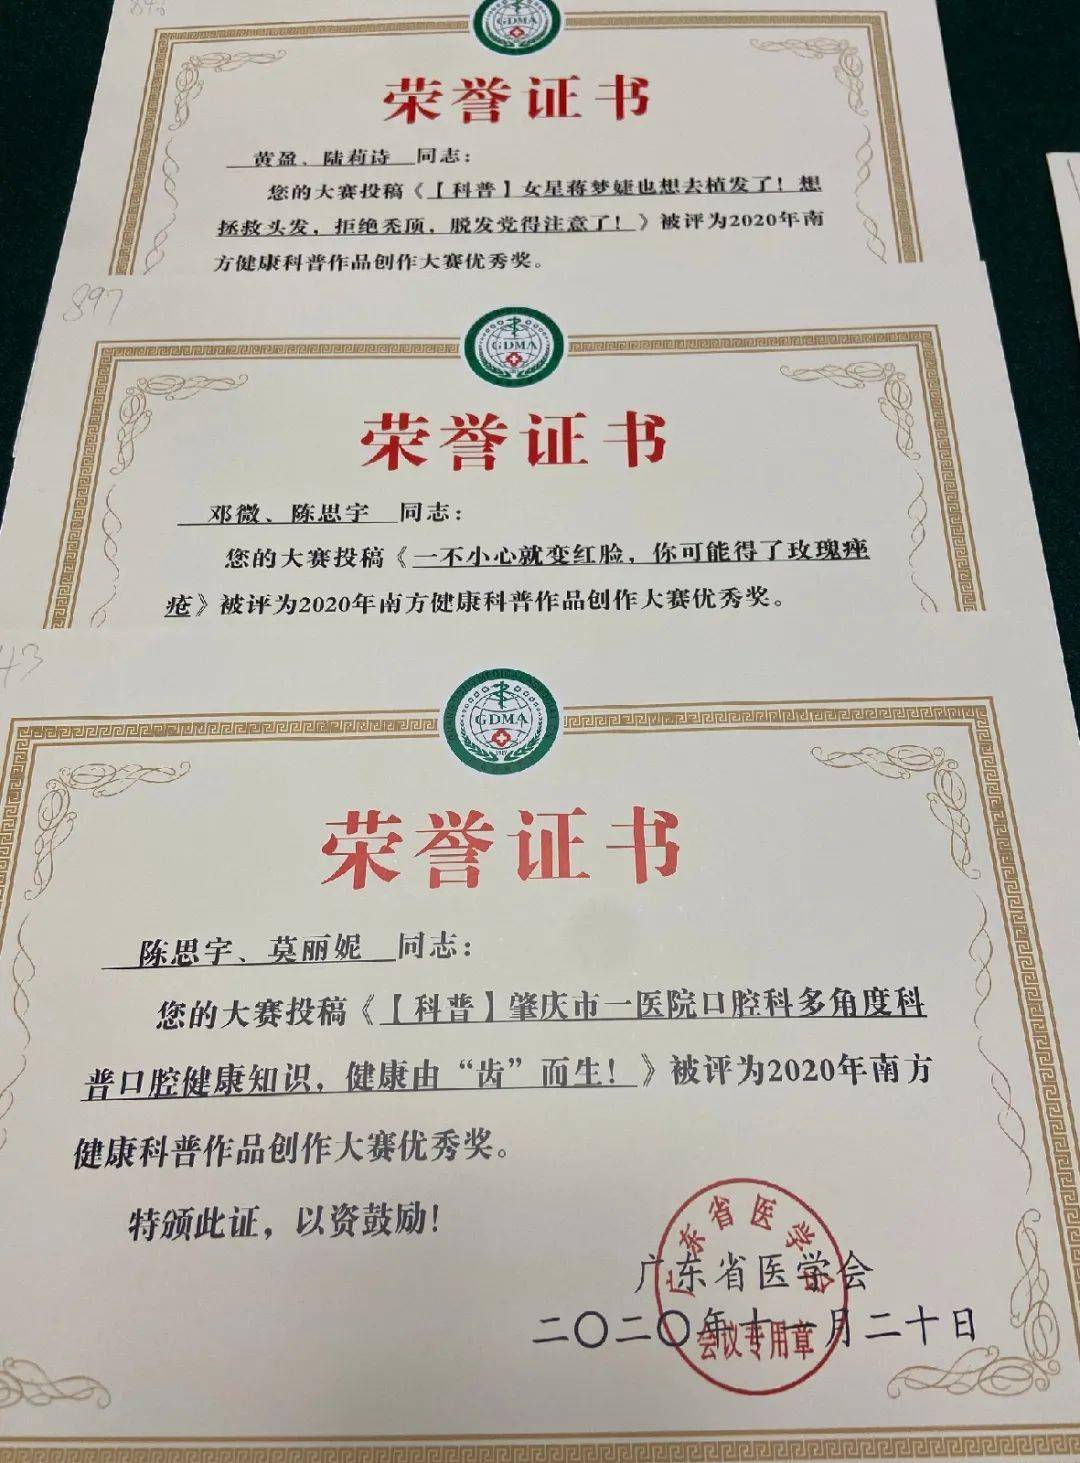 GDMA
荣誉证书
黄盈、陆莉诗 同志：
您的大赛投稿《【科普】女星蒋梦婕也想去植发了！想
拯救头发，拒绝秃顶，脱发党得注意了！》被评为2020年南
方健康科普作品创作大赛优秀奖。
897
GDMA
荣誉证书
邓微、陈思宇 同志：
您的大赛投稿《一不小心就变红脸，你可能得了玫瑰痤
疮》被评为2020年南方健康科普作品创作大赛优秀奖。
43
GDMA
荣誉证书
陈思宇、莫丽妮 同志：
您的大赛投稿《【科普】肇庆市一医院口腔科多角度科
普口腔健康知识，健康由“齿”而生！》被评为2020年南方
健康科普作品创作大赛优秀奖。
特颁此证，以资鼓励！
广东省医学会
二〇二〇年十一月二十日
广东省医学会
会议专用章